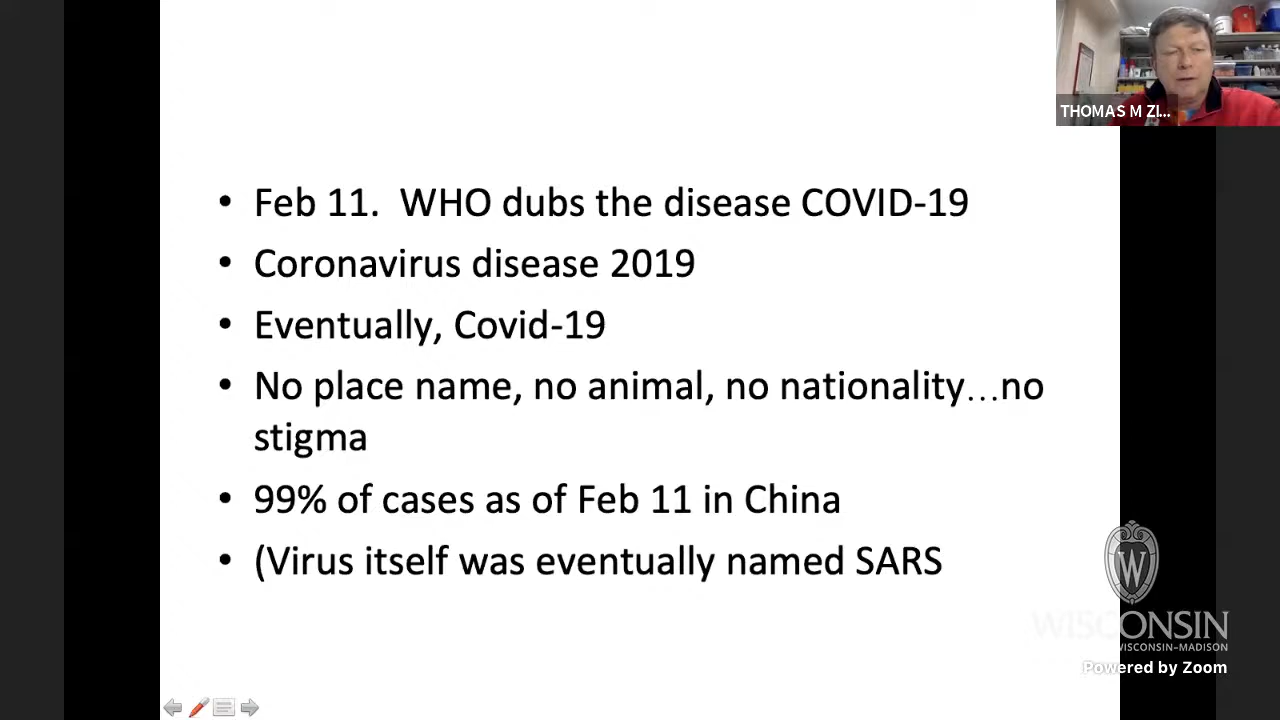 THOMAS M ZI...
• Feb 11.  WHO dubs the disease COVID-19
• Coronavirus disease 2019
• Eventually, Covid-19
• No place name, no animal, no nationality…no
stigma
• 99% of cases as of Feb 11 in China
• (Virus itself was eventually named SARS
W
WISCONSIN
WISCONSIN–MADISON
Powered by Zoom